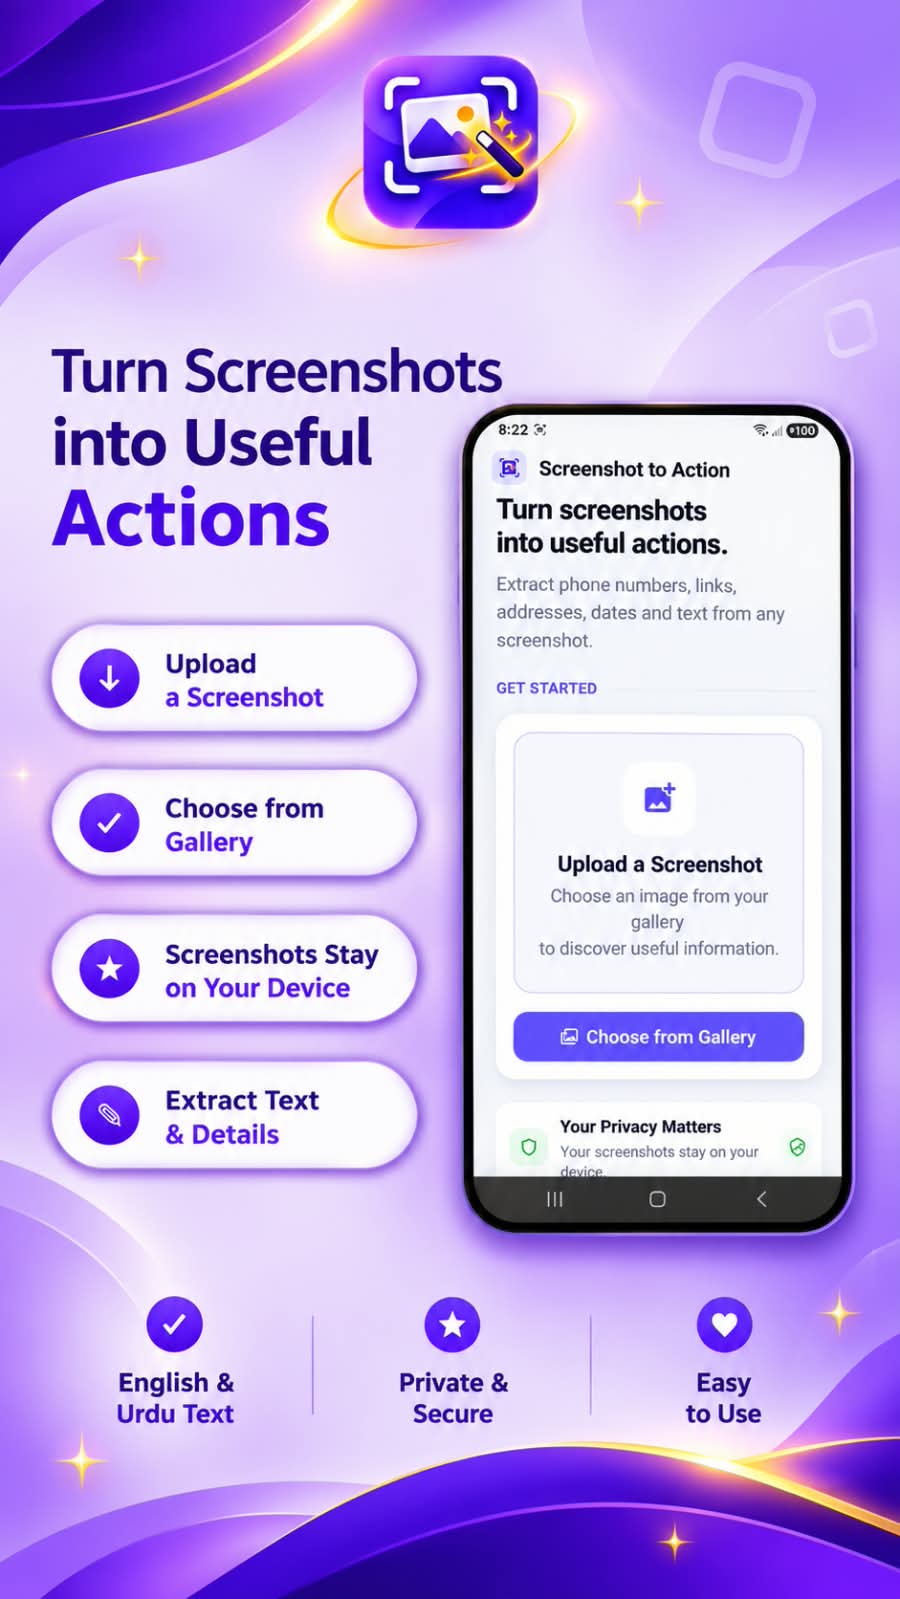 Turn Screenshots
into Useful
Actions
Upload
a Screenshot
Choose from
Gallery
Screenshots Stay
on Your Device
Extract Text
& Details
8:22
100
Screenshot to Action
Turn screenshots
into useful actions.
Extract phone numbers, links,
addresses, dates and text from any
screenshot.
GET STARTED
Upload a Screenshot
Choose an image from your
gallery
to discover useful information.
Choose from Gallery
Your Privacy Matters
Your screenshots stay on your
device.
English &
Urdu Text
Private &
Secure
Easy
to Use